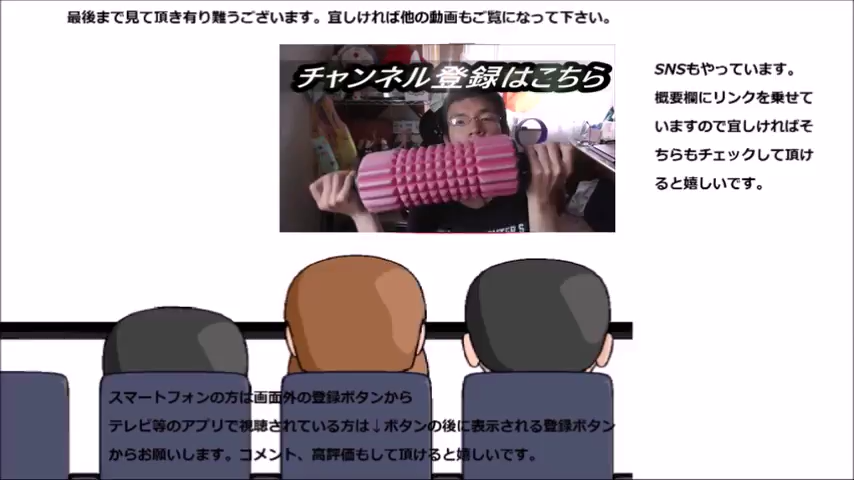 最後まで見て頂き有り難うございます。宜しければ他の動画もご覧になって下さい。
チャンネル登録はこちら
SNSもやっています。
概要欄にリンクを乗せて
いますので宜しければそ
ちらもチェックして頂け
ると嬉しいです。
スマートフォンの方は画面外の登録ボタンから
テレビ等のアプリで視聴されている方は↓ボタンの後に表示される登録ボタン
からお願いします。コメント、高評価もして頂けると嬉しいです。